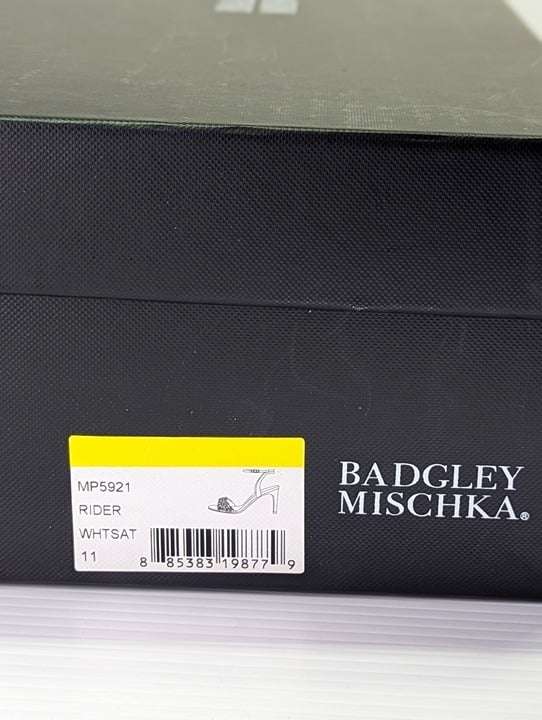 MP5921
RIDER
WHTSAT
11
8 85383 19877 9
BADGLEY
MISCHKA®